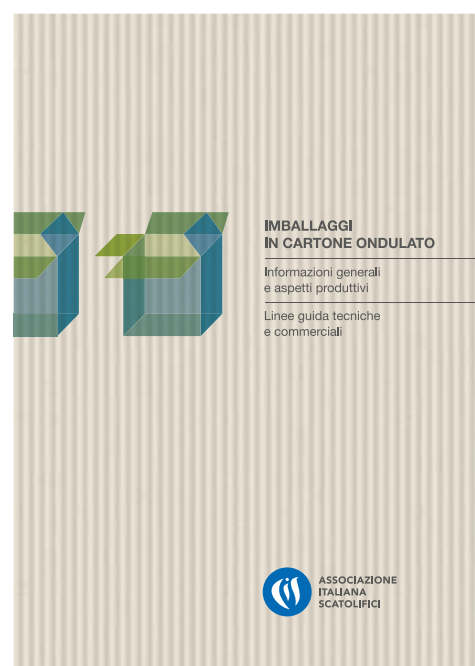 IMBALLAGGI
IN CARTONE ONDULATO
Informazioni generali
e aspetti produttivi
Linee guida tecniche
e commerciali
ASSOCIAZIONE
ITALIANA
SCATOLIFICI